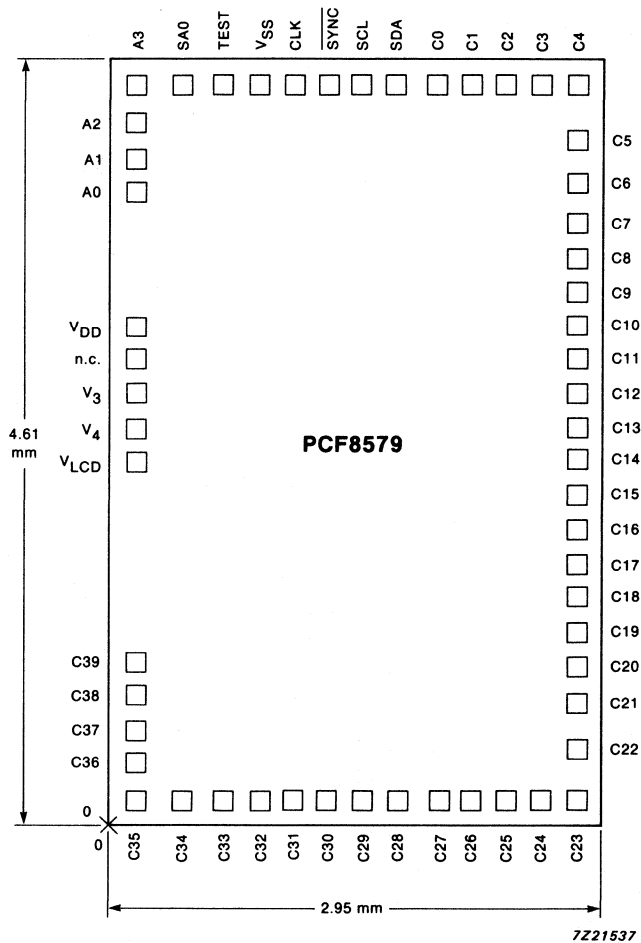 A3 SA0 TEST VSS CLK SYNC SCL SDA C0 C1 C2 C3 C4
A2
A1
A0
VDD
n.c.
V3
V4
VLCD
4.61
mm
C39
C38
C37
C36
0
0
PCF8579
C5
C6
C7
C8
C9
C10
C11
C12
C13
C14
C15
C16
C17
C18
C19
C20
C21
C22
C35 C34 C33 C32 C31 C30 C29 C28 C27 C26 C25 C24 C23
2.95 mm
7Z21537